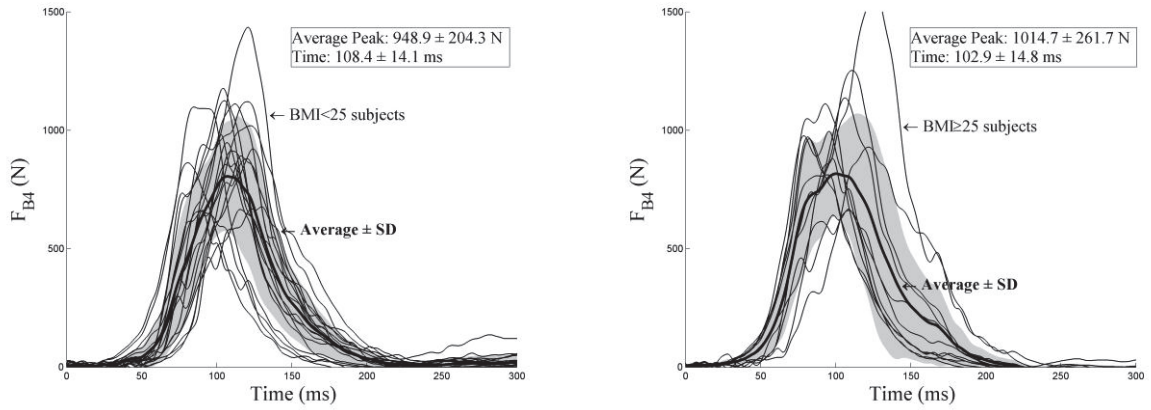 1500
Average Peak: 948.9 ± 204.3 N
Time: 108.4 ± 14.1 ms
←BMI<25 subjects
1000
F_B4 (N)
←Average ± SD
500
0
0 50 100 150 200 250 300
Time (ms)
1500
Average Peak: 1014.7 ± 261.7 N
Time: 102.9 ± 14.8 ms
←BMI≥25 subjects
1000
F_B4 (N)
500
←Average ± SD
0
0 50 100 150 200 250 300
Time (ms)